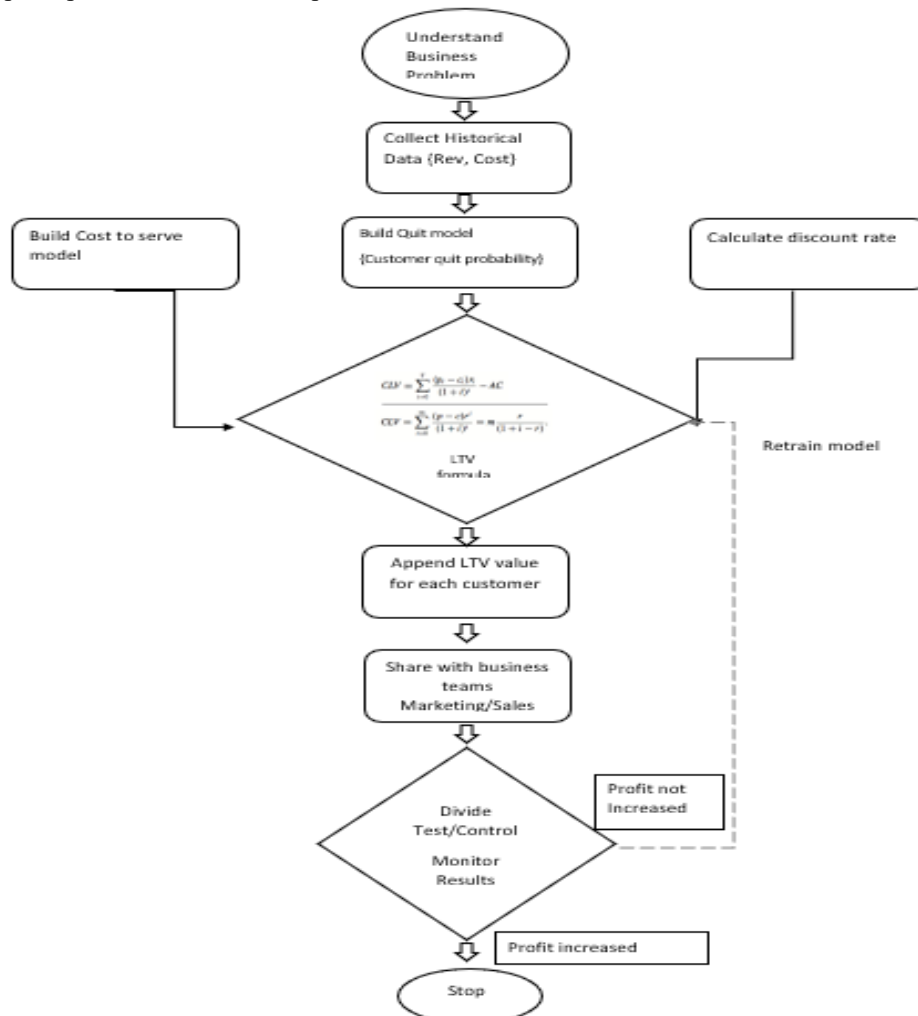 Understand
Business
Problem
Collect Historical
Data {Rev, Cost}
Build Cost to serve
model
Build Quit model
{Customer quit probability}
Calculate discount rate
LTV
formula
Retrain model
Append LTV value
for each customer
Share with business
teams
Marketing/Sales
Profit not
Increased
Divide
Test/Control
Monitor
Results
Profit increased
Stop